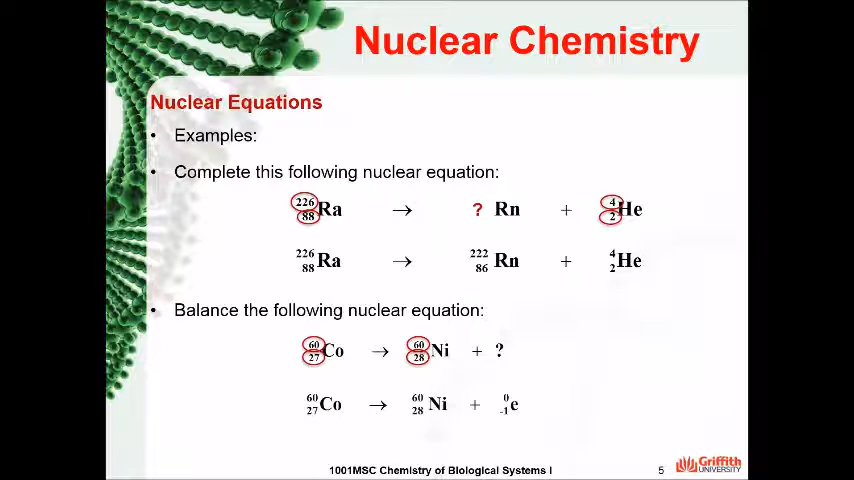 Nuclear Chemistry
Nuclear Equations
• Examples:
• Complete this following nuclear equation:
²²⁶₈₈Ra → ? Rn + ⁴₂He
²²⁶₈₈Ra → ²²²₈₆Rn + ⁴₂He
• Balance the following nuclear equation:
⁶⁰₂₇Co → ⁶⁰₂₈Ni + ?
⁶⁰₂₇Co → ⁶⁰₂₈Ni + ⁰₋₁e
1001MSC Chemistry of Biological Systems I
5
Griffith
UNIVERSITY